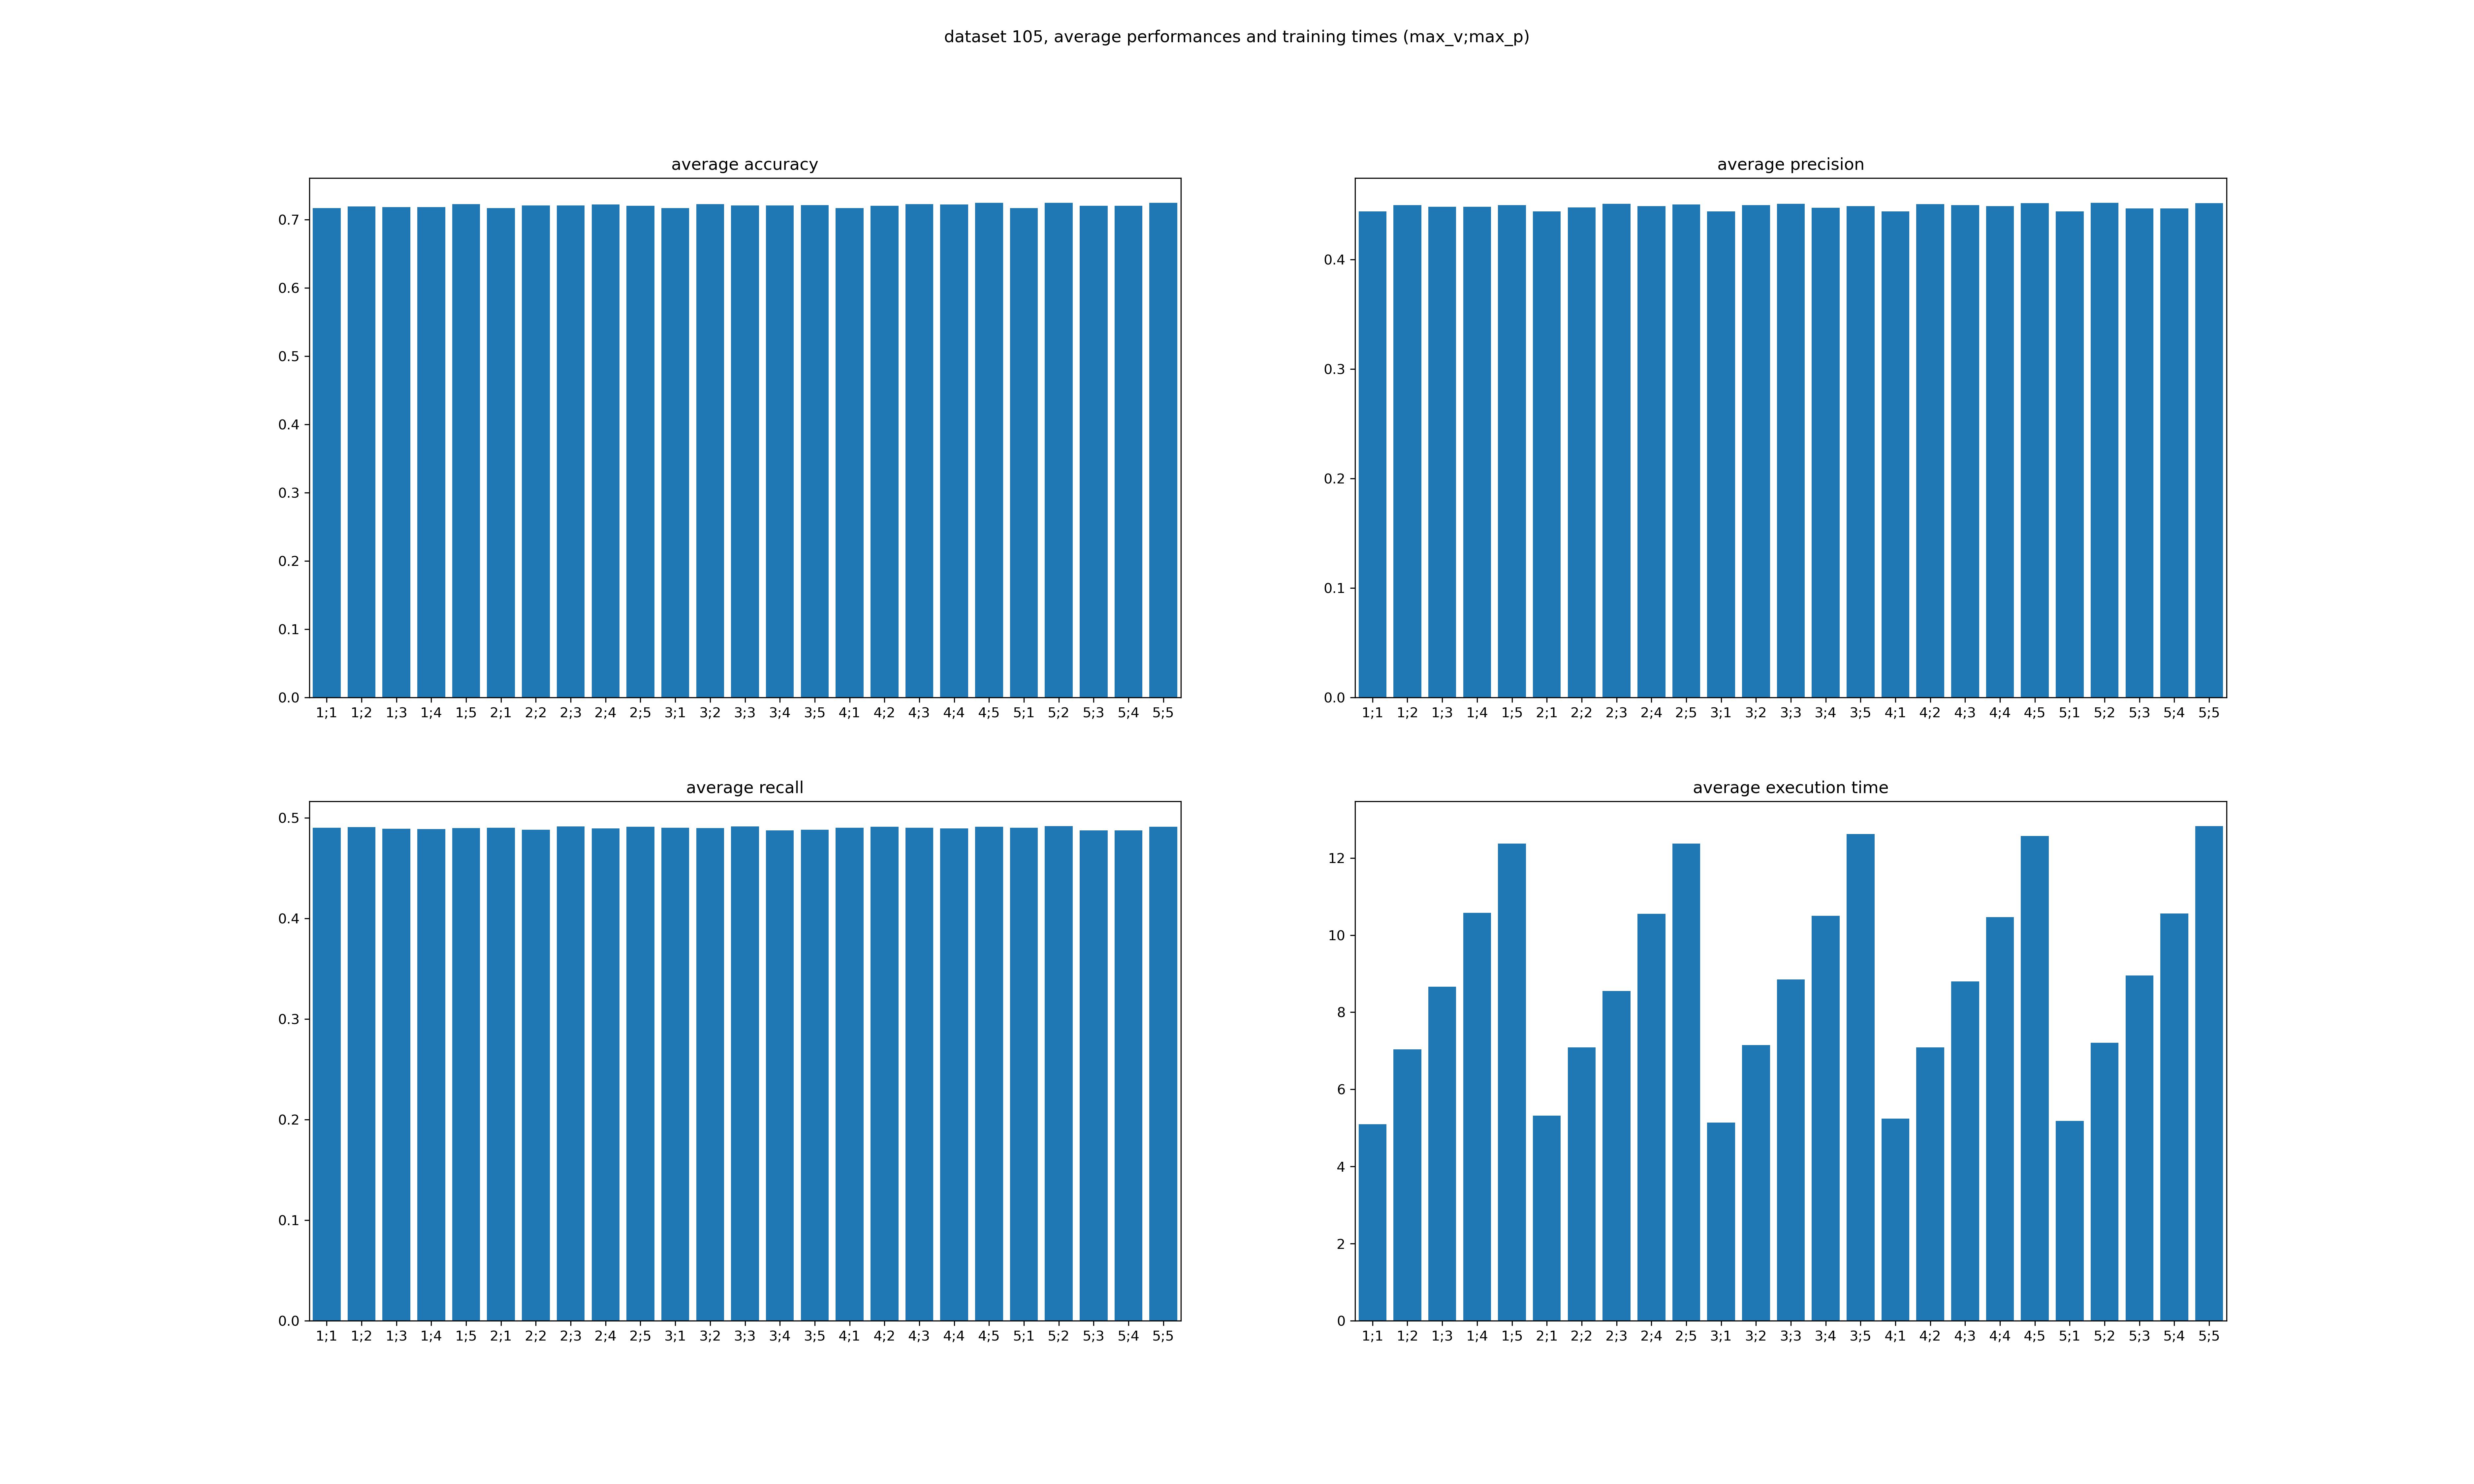 dataset 105, average performances and training times (max_v;max_p)
average accuracy
0.7
0.6
0.5
0.4
0.3
0.2
0.1
0.0
1;1 1;2 1;3 1;4 1;5 2;1 2;2 2;3 2;4 2;5 3;1 3;2 3;3 3;4 3;5 4;1 4;2 4;3 4;4 4;5 5;1 5;2 5;3 5;4 5;5
average precision
0.4
0.3
0.2
0.1
0.0
1;1 1;2 1;3 1;4 1;5 2;1 2;2 2;3 2;4 2;5 3;1 3;2 3;3 3;4 3;5 4;1 4;2 4;3 4;4 4;5 5;1 5;2 5;3 5;4 5;5
average recall
0.5
0.4
0.3
0.2
0.1
0.0
1;1 1;2 1;3 1;4 1;5 2;1 2;2 2;3 2;4 2;5 3;1 3;2 3;3 3;4 3;5 4;1 4;2 4;3 4;4 4;5 5;1 5;2 5;3 5;4 5;5
average execution time
12
10
8
6
4
2
0
1;1 1;2 1;3 1;4 1;5 2;1 2;2 2;3 2;4 2;5 3;1 3;2 3;3 3;4 3;5 4;1 4;2 4;3 4;4 4;5 5;1 5;2 5;3 5;4 5;5